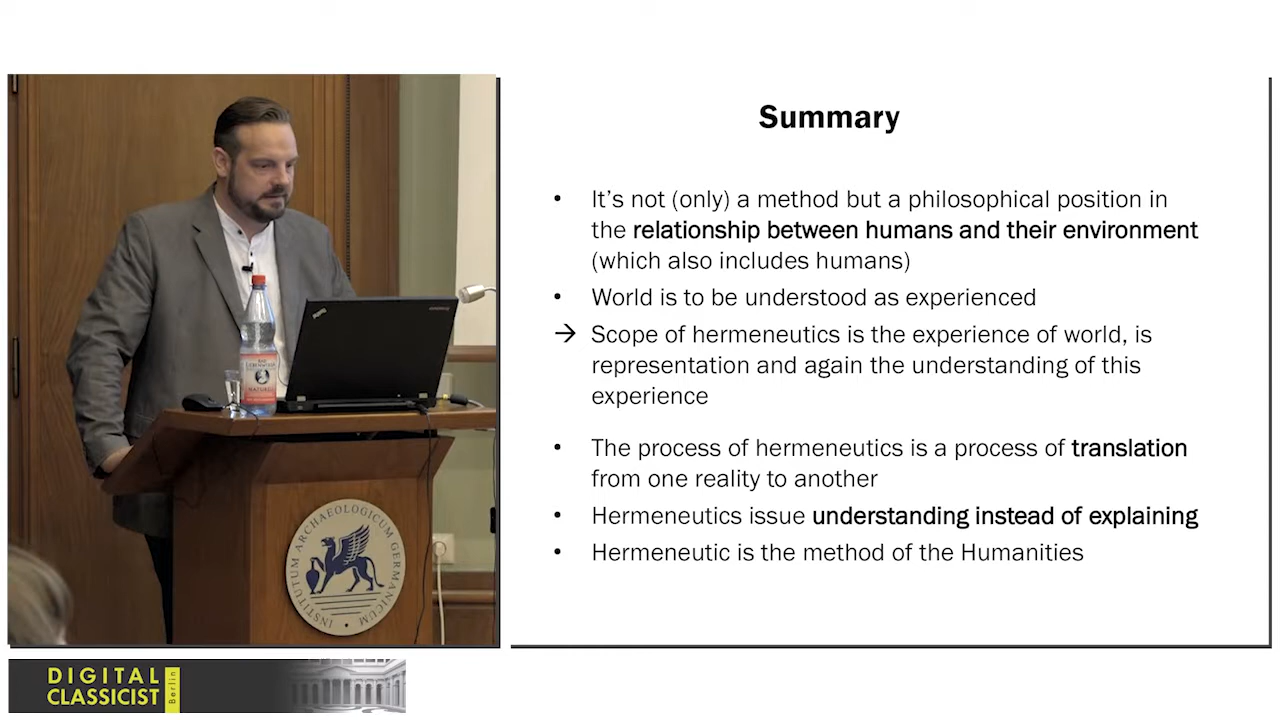 Summary
• It's not (only) a method but a philosophical position in
the relationship between humans and their environment
(which also includes humans)
• World is to be understood as experienced
→ Scope of hermeneutics is the experience of world, is
representation and again the understanding of this
experience
• The process of hermeneutics is a process of translation
from one reality to another
• Hermeneutics issue understanding instead of explaining
• Hermeneutic is the method of the Humanities
ThinkPad
INSTITUTUM ARCHAEOLOGICUM GERMANICUM
DIGITAL
CLASSICIST
Berlin